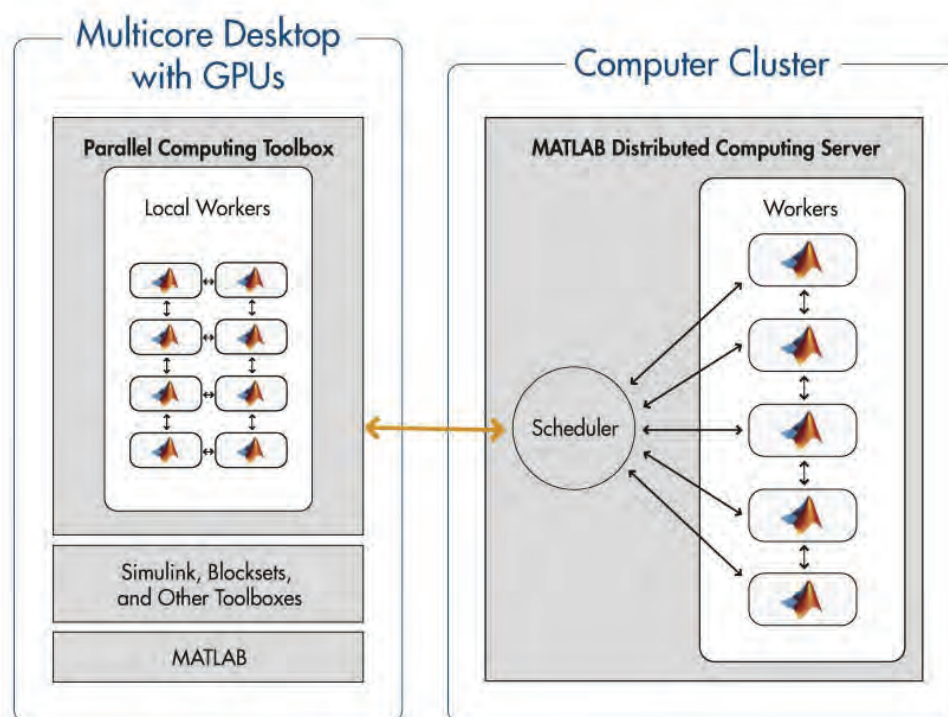 Multicore Desktop
with GPUs
Parallel Computing Toolbox
Local Workers
Simulink, Blocksets,
and Other Toolboxes
MATLAB
Computer Cluster
MATLAB Distributed Computing Server
Workers
Scheduler